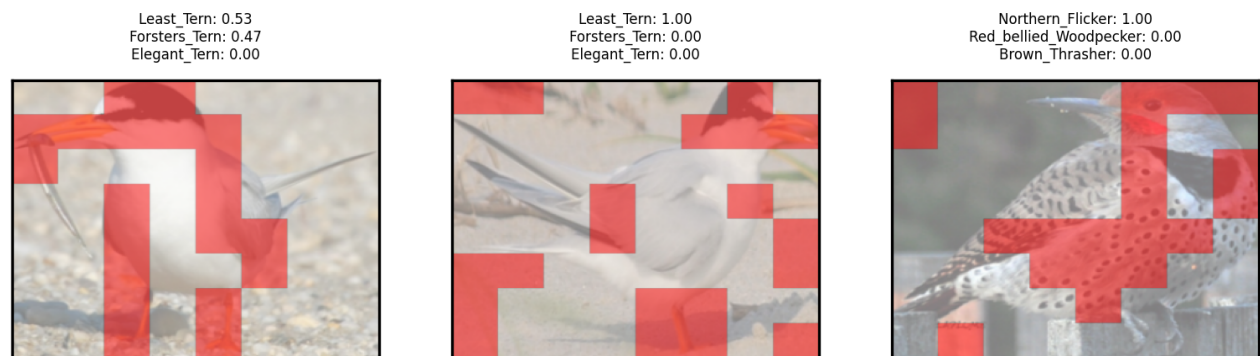 Least_Tern: 0.53
Forsters_Tern: 0.47
Elegant_Tern: 0.00
Least_Tern: 1.00
Forsters_Tern: 0.00
Elegant_Tern: 0.00
Northern_Flicker: 1.00
Red_bellied_Woodpecker: 0.00
Brown_Thrasher: 0.00